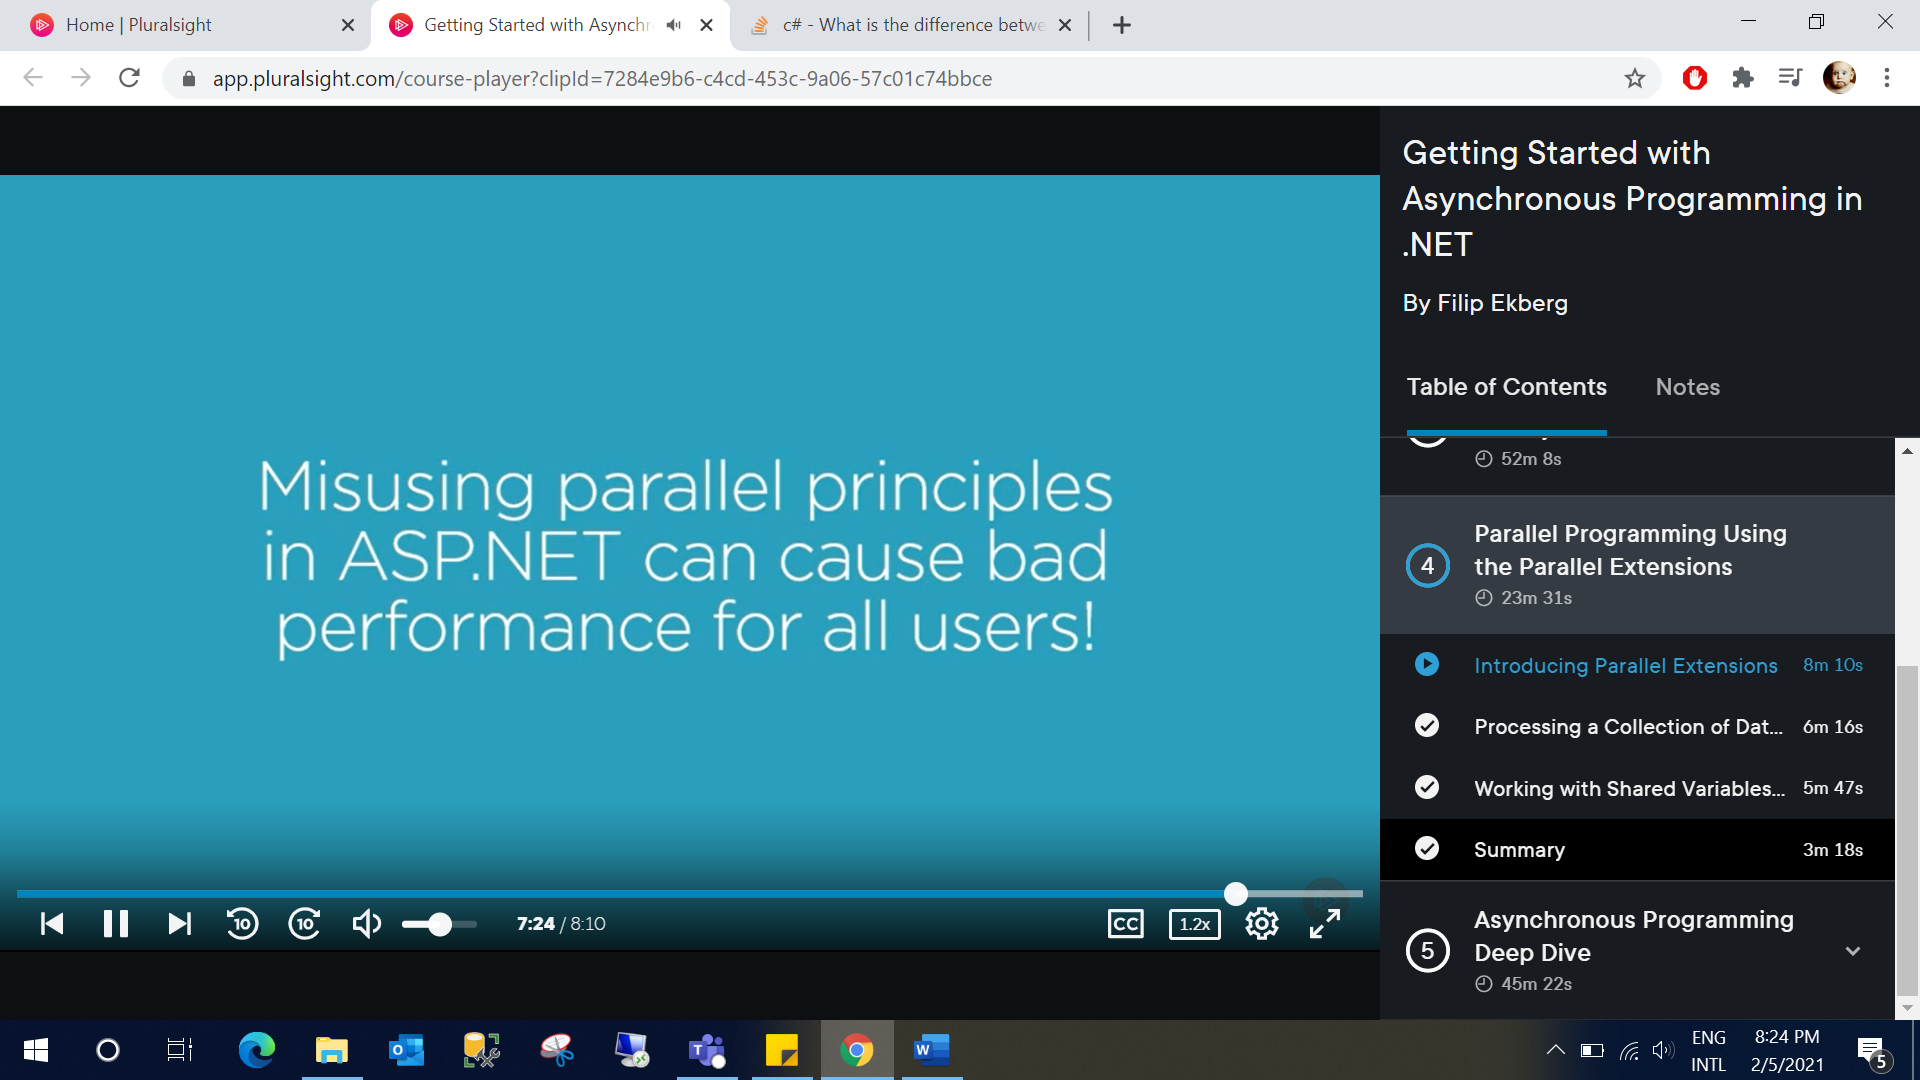 Home | Pluralsight
Getting Started with Asynchr
c# - What is the difference betwe
app.pluralsight.com/course-player?clipId=7284e9b6-c4cd-453c-9a06-57c01c74bbce
Misusing parallel principles
in ASP.NET can cause bad
performance for all users!
10
10
7:24 / 8:10
CC
1.2x
Getting Started with
Asynchronous Programming in
.NET
By Filip Ekberg
Table of Contents
Notes
52m 8s
4
Parallel Programming Using
the Parallel Extensions
23m 31s
Introducing Parallel Extensions 8m 10s
Processing a Collection of Dat... 6m 16s
Working with Shared Variables... 5m 47s
Summary 3m 18s
5
Asynchronous Programming
Deep Dive
45m 22s
ENG
INTL
8:24 PM
2/5/2021
5